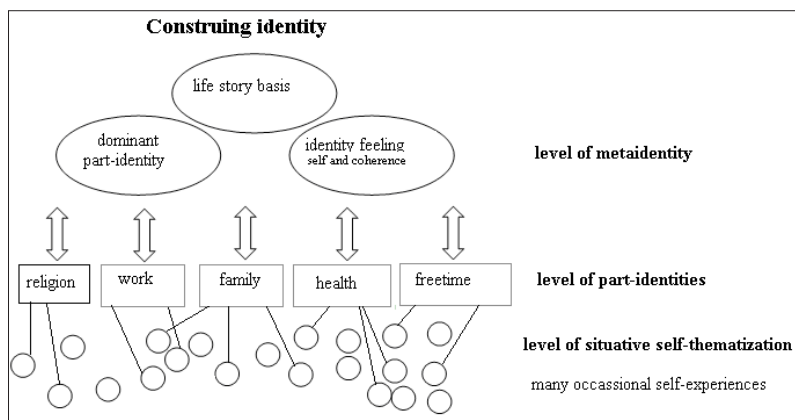 Construing identity
life story basis
dominant
part-identity
identity feeling
self and coherence
level of metaidentity
religion
work
family
health
freetime
level of part-identities
level of situative self-thematization
many occassional self-experiences